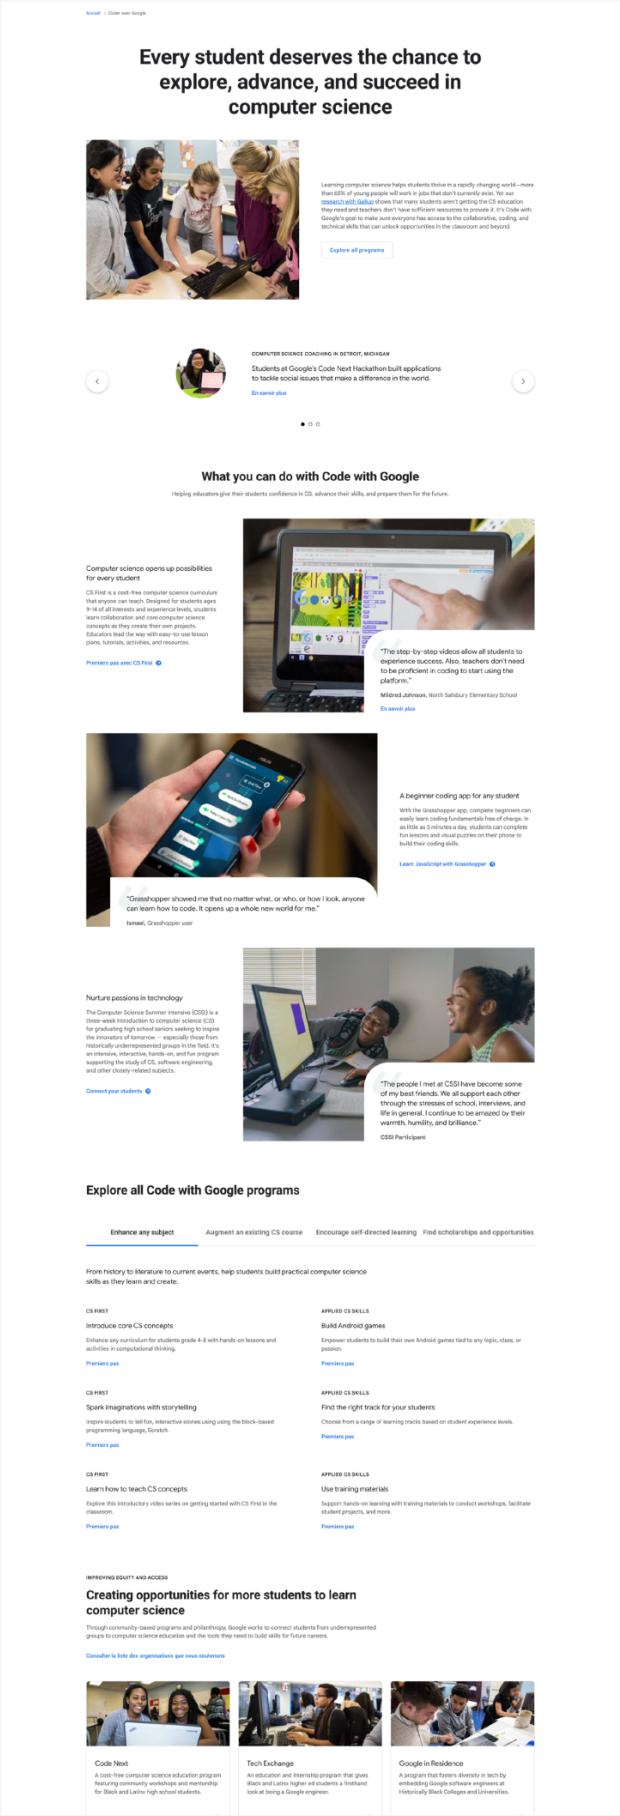 Accueil > Code with Google
Every student deserves the chance to
explore, advance, and succeed in
computer science
Learning computer science helps students thrive in a rapidly changing world—more
than 65% of young people will work in jobs that don't currently exist. Yet our
research with Gallup shows that many students aren't getting the CS education
they need and teachers don't have sufficient resources to provide it. It's Code with
Google's goal to make sure everyone has access to the collaborative, coding, and
technical skills that can unlock opportunities in the classroom and beyond.
Explore all programs
COMPUTER SCIENCE COACHING IN DETROIT, MICHIGAN
Students at Google's Code Next Hackathon built applications
to tackle social issues that make a difference in the world.
En savoir plus
What you can do with Code with Google
Helping educators give their students confidence in CS, advance their skills, and prepare them for the future.
Computer science opens up possibilities
for every student
CS First is a cost-free computer science curriculum
that anyone can teach. Designed for students ages
9-14 of all interests and experience levels, students
learn collaboration and core computer science
concepts as they create their own projects.
Educators lead the way with easy-to-use lesson
plans, tutorials, activities, and resources.
Premiers pas avec CS First
Google
"The step-by-step videos allow all students to
experience success. Also, teachers don't need
to be proficient in coding to start using the
platform."
Mildred Johnson, North Salisbury Elementary School
En savoir plus
A beginner coding app for any student
With the Grasshopper app, complete beginners can
easily learn coding fundamentals free of charge. In
as little as 5 minutes a day, students can complete
fun lessons and visual puzzles on their phone to
build their coding skills.
Learn JavaScript with Grasshopper
"Grasshopper showed me that no matter what, or who, or how I look, anyone
can learn how to code. It opens up a whole new world for me."
Ismael, Grasshopper user
Nurture passions in technology
The Computer Science Summer Intensive (CSSI) is a
three-week introduction to computer science (CS)
for graduating high school seniors seeking to inspire
the innovators of tomorrow — especially those from
historically underrepresented groups in the field. It's
an intensive, interactive, hands-on, and fun program
supporting the study of CS, software engineering,
and other closely-related subjects.
Connect your students
"The people I met at CSSI have become some
of my best friends. We all support each other
through the stresses of school, interviews, and
life in general. I continue to be amazed by their
warmth, humility, and brilliance."
CSSI Participant
Explore all Code with Google programs
Enhance any subject
Augment an existing CS course
Encourage self-directed learning
Find scholarships and opportunities
From history to literature to current events, help students build practical computer science
skills as they learn and create.
CS FIRST
Introduce core CS concepts
Enhance any curriculum for students grade 4-8 with hands-on lessons and
activities in computational thinking.
Premiers pas
APPLIED CS SKILLS
Build Android games
Empower students to build their own Android games tied to any topic, class, or
passion.
Premiers pas
CS FIRST
Spark imaginations with storytelling
Inspire students to tell fun, interactive stories using using the block-based
programming language, Scratch.
Premiers pas
APPLIED CS SKILLS
Find the right track for your students
Choose from a range of learning tracks based on student experience levels.
Premiers pas
CS FIRST
Learn how to teach CS concepts
Explore this introductory video series on getting started with CS First in the
classroom.
Premiers pas
APPLIED CS SKILLS
Use training materials
Support hands-on learning with training materials to conduct workshops, facilitate
student projects, and more.
Premiers pas
IMPROVING EQUITY AND ACCESS
Creating opportunities for more students to learn
computer science
Through community-based programs and philanthropy, Google works to connect students from underrepresented
groups to computer science education and the tools they need to build skills for future careers.
Consulter la liste des organisations que nous soutenons
Code Next
A cost-free computer science education program
featuring community workshops and mentorship
for Black and Latinx high school students.
Tech Exchange
An education and internship program that gives
Black and Latinx higher ed students a firsthand
look at being a Google engineer.
Google in Residence
A program that fosters diversity in tech by
embedding Google software engineers at
Historically Black Colleges and Universities.